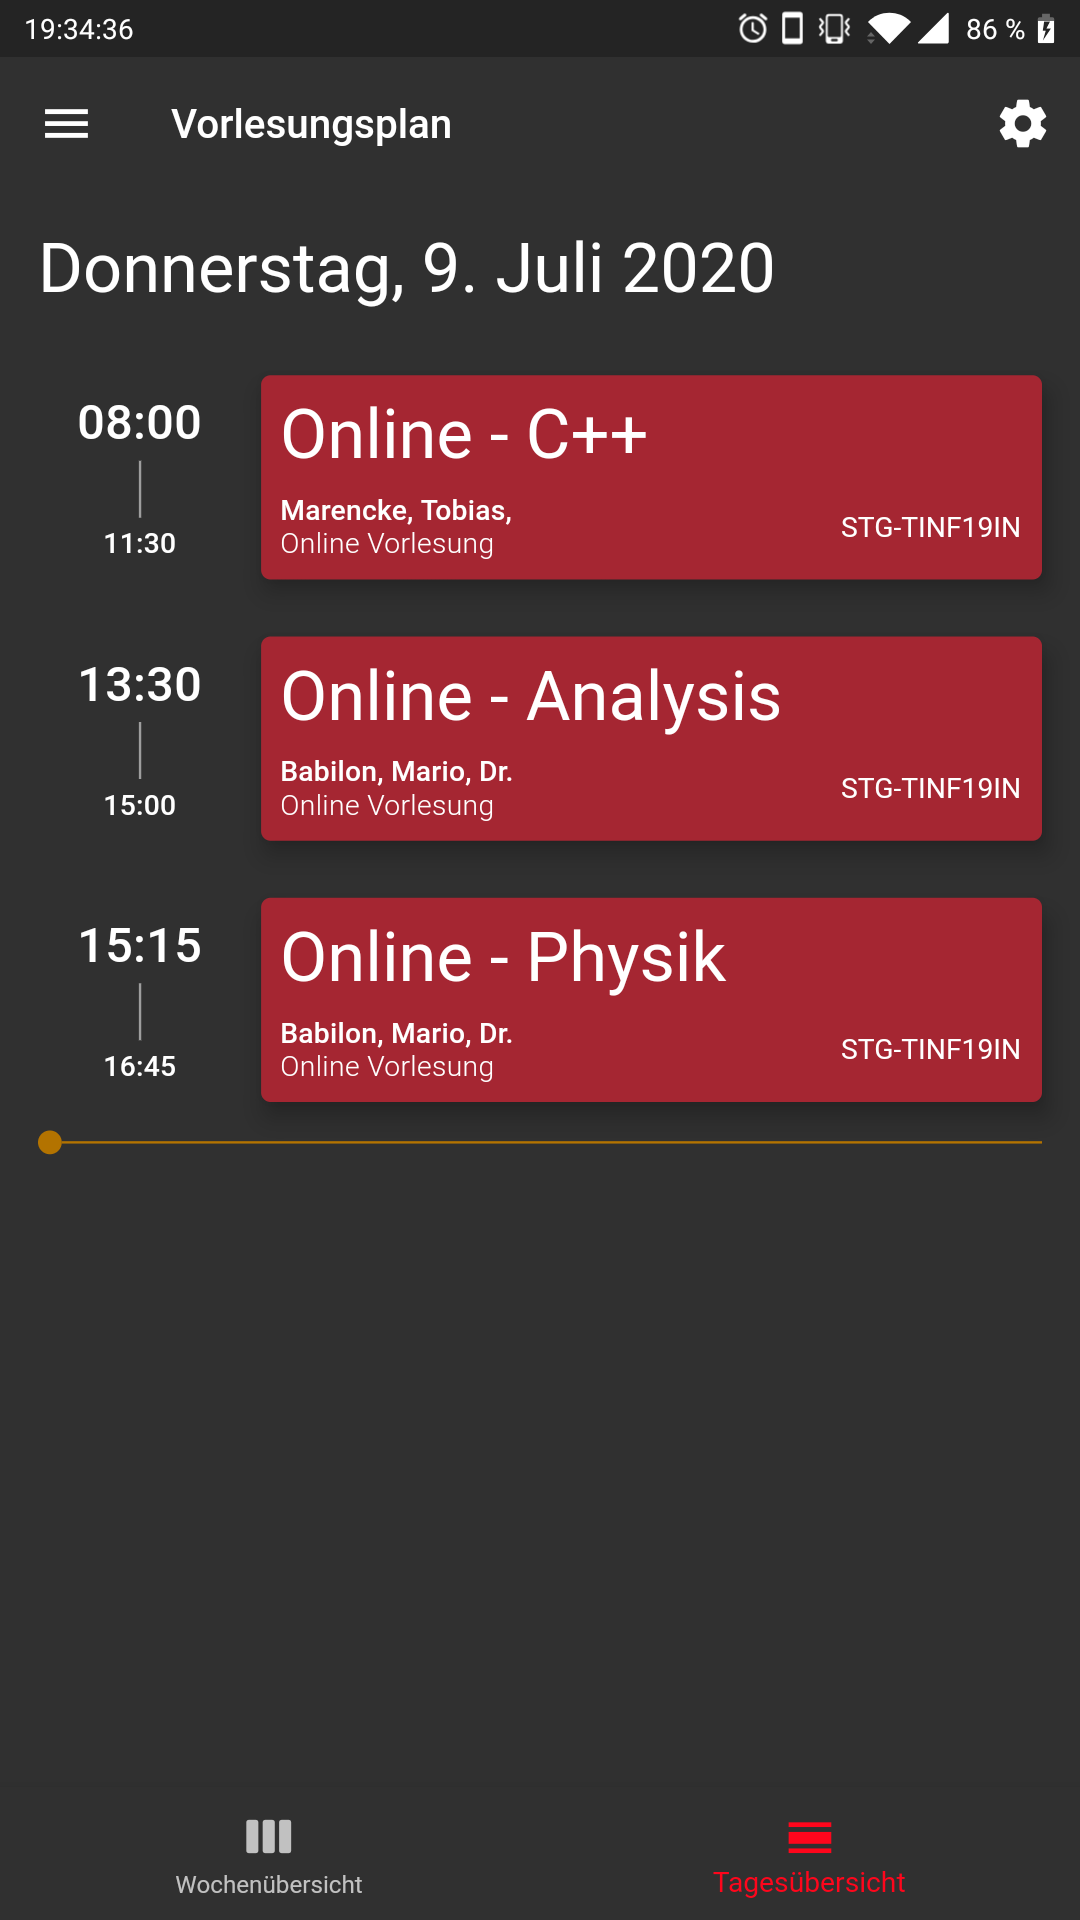 19:34:36 86 %
Vorlesungsplan
Donnerstag, 9. Juli 2020
08:00
11:30
Online - C++
Marencke, Tobias,
Online Vorlesung
STG-TINF19IN
13:30
15:00
Online - Analysis
Babilon, Mario, Dr.
Online Vorlesung
STG-TINF19IN
15:15
16:45
Online - Physik
Babilon, Mario, Dr.
Online Vorlesung
STG-TINF19IN
Wochenübersicht
Tagesübersicht